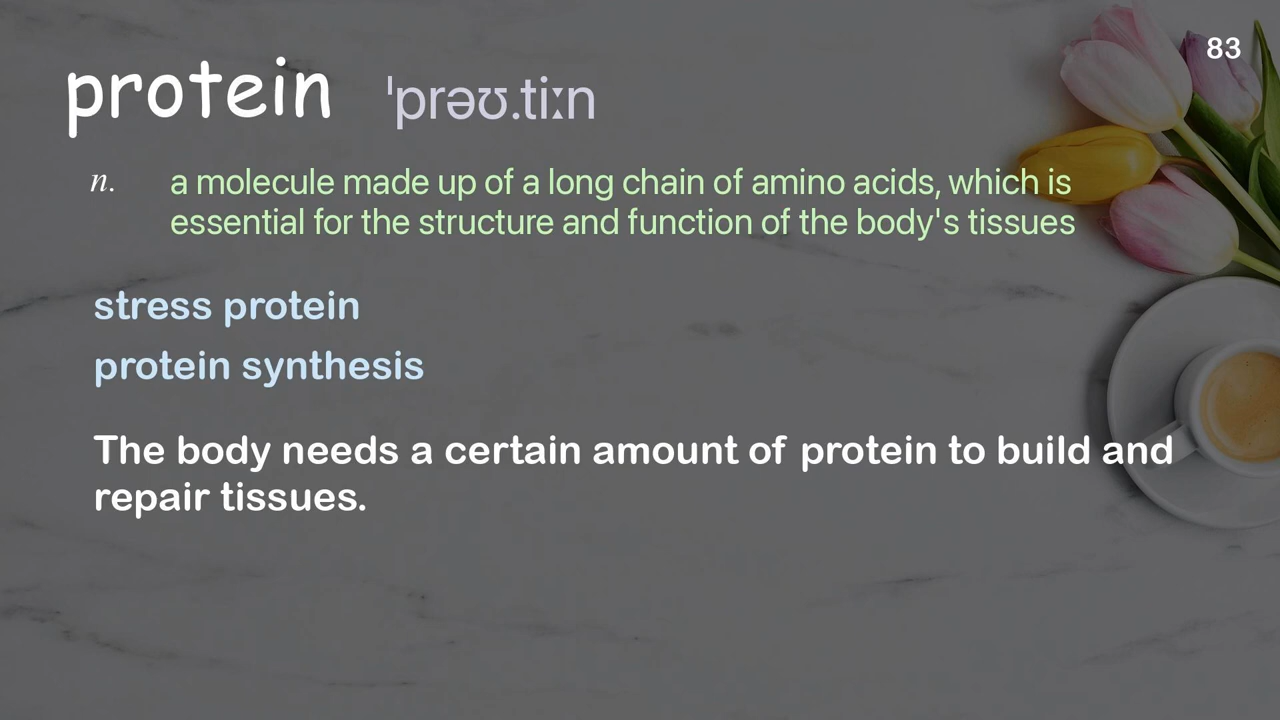 83
protein ˈprəʊ.tiːn
n. a molecule made up of a long chain of amino acids, which is
essential for the structure and function of the body's tissues
stress protein
protein synthesis
The body needs a certain amount of protein to build and
repair tissues.